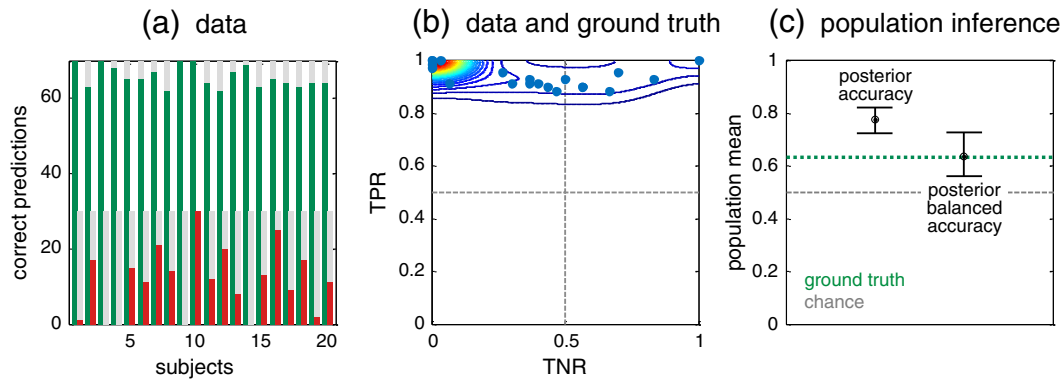 (a) data
(b) data and ground truth
(c) population inference
correct predictions
60
40
20
0
5
10
15
20
subjects
TPR
1
0.8
0.6
0.4
0.2
0
0
0.5
1
TNR
population mean
1
0.8
0.6
0.4
0.2
0
posterior
accuracy
posterior
balanced
accuracy
ground truth
chance